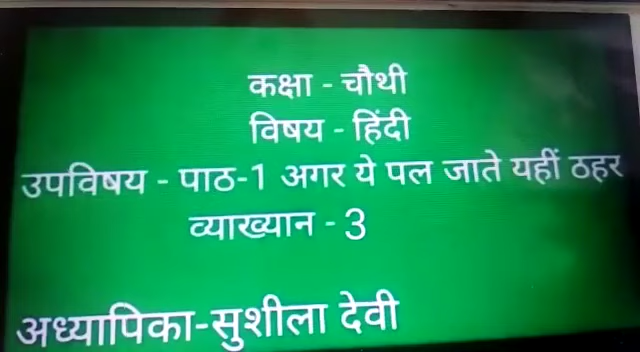 कक्षा - चौथी
विषय - हिंदी
उपविषय - पाठ-1 अगर ये पल जाते यहीं ठहर
व्याख्यान - 3
अध्यापिका-सुशीला देवी